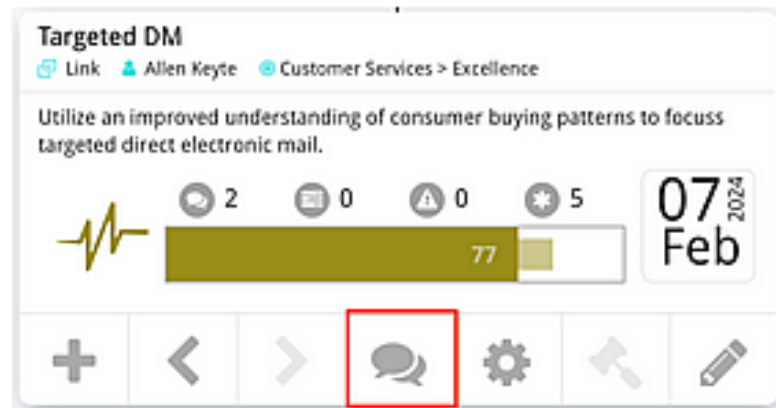 Targeted DM
Link Allen Keyte Customer Services > Excellence
Utilize an improved understanding of consumer buying patterns to focuss
targeted direct electronic mail.
2 0 0 5
77
07 2024
Feb